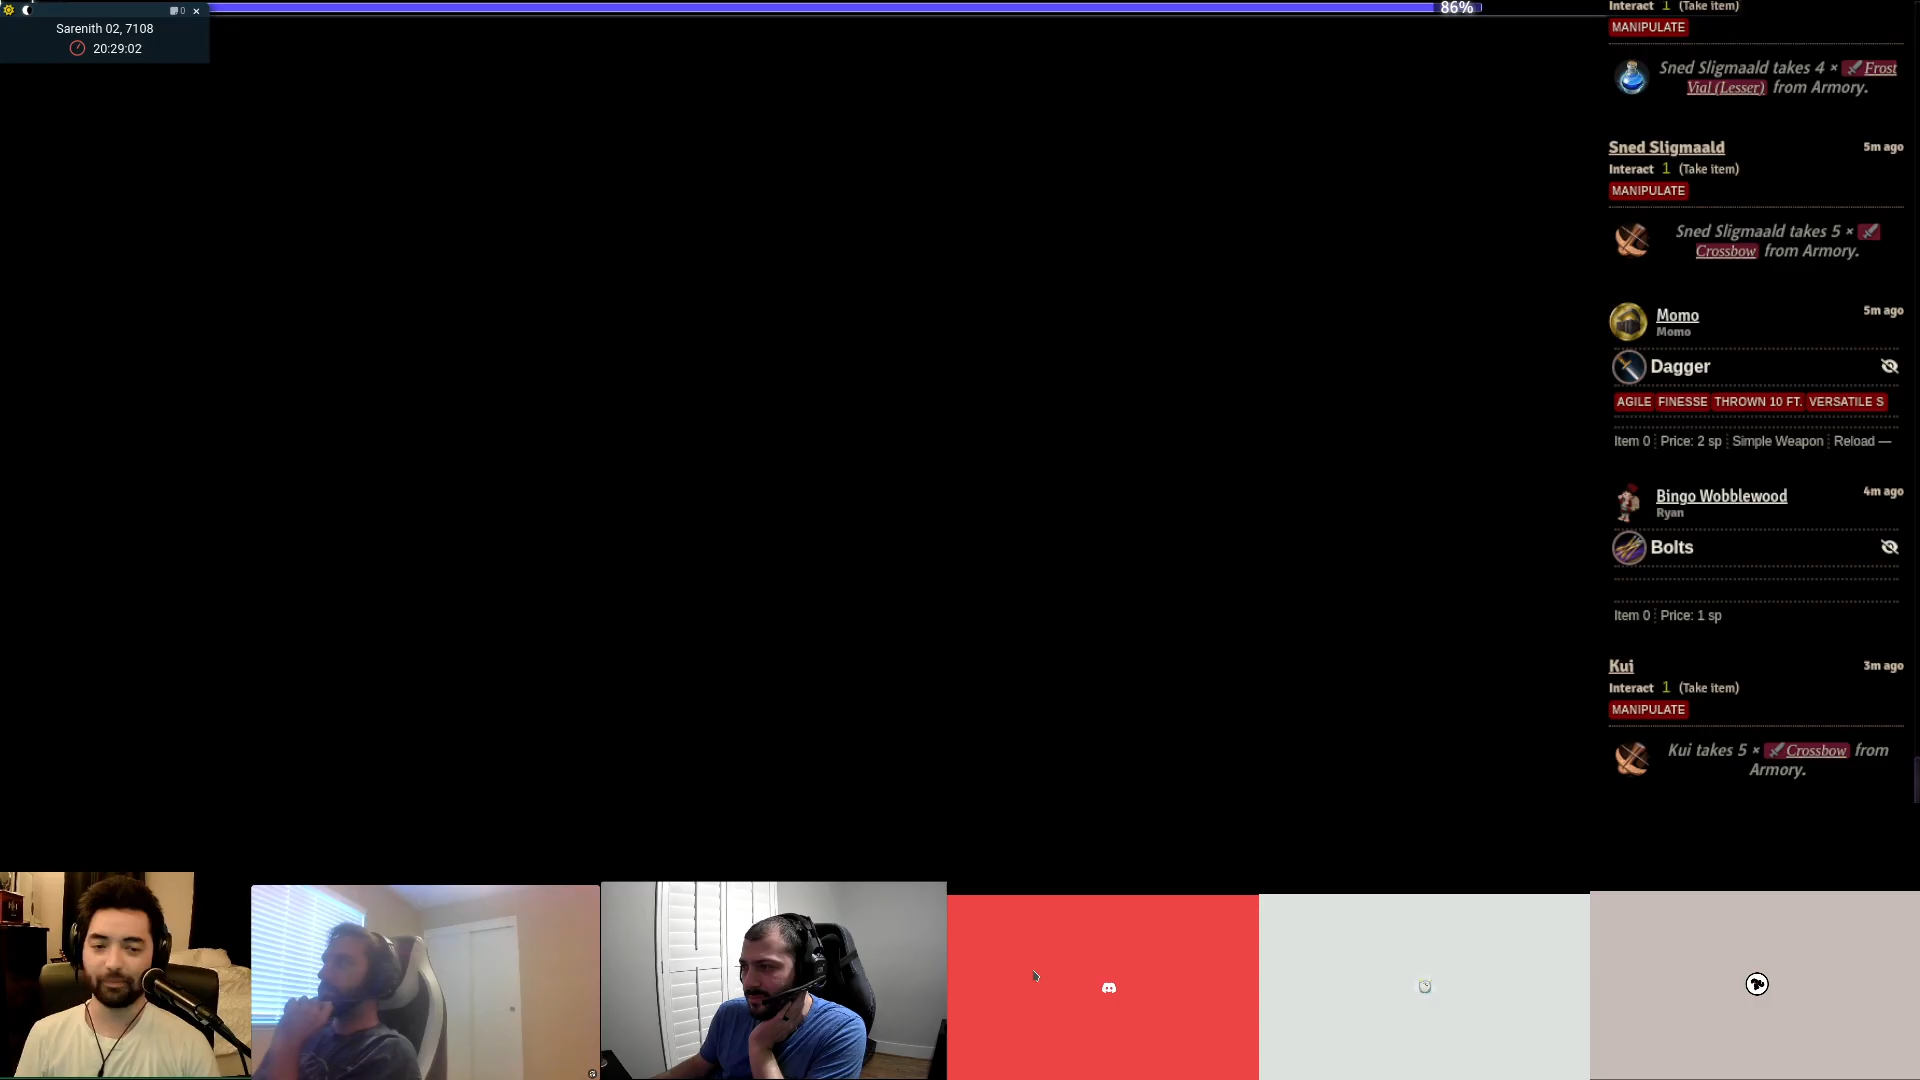 0 ×
Sarenith 02, 7108
20:29:02
86%
Interact 1 (Take item)
MANIPULATE
Sned Sligmaald takes 4 × Frost
Vial (Lesser) from Armory.
Sned Sligmaald 5m ago
Interact 1 (Take item)
MANIPULATE
Sned Sligmaald takes 5 ×
Crossbow from Armory.
Momo 5m ago
Momo
Dagger
AGILE FINESSE THROWN 10 FT. VERSATILE S
Item 0 Price: 2 sp Simple Weapon Reload —
Bingo Wobblewood 4m ago
Ryan
Bolts
Item 0 Price: 1 sp
Kui 3m ago
Interact 1 (Take item)
MANIPULATE
Kui takes 5 × Crossbow from
Armory.